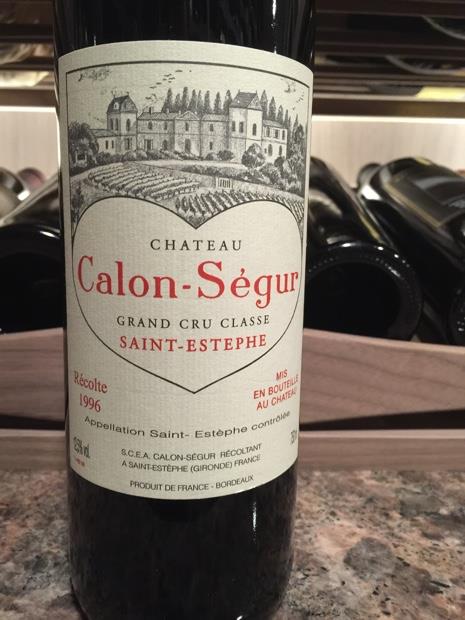 CHATEAU
Calon-Ségur
GRAND CRU CLASSE
SAINT-ESTEPHE
Récolte
1996
MIS
EN BOUTEILLE
AU CHATEAU
Appellation Saint- Estèphe contrôlée
vol.
S.C.E.A. CALON-SÉGUR RÉCOLTANT
A SAINT-ESTÈPHE (GIRONDE) FRANCE
PRODUIT DE FRANCE - BORDEAUX